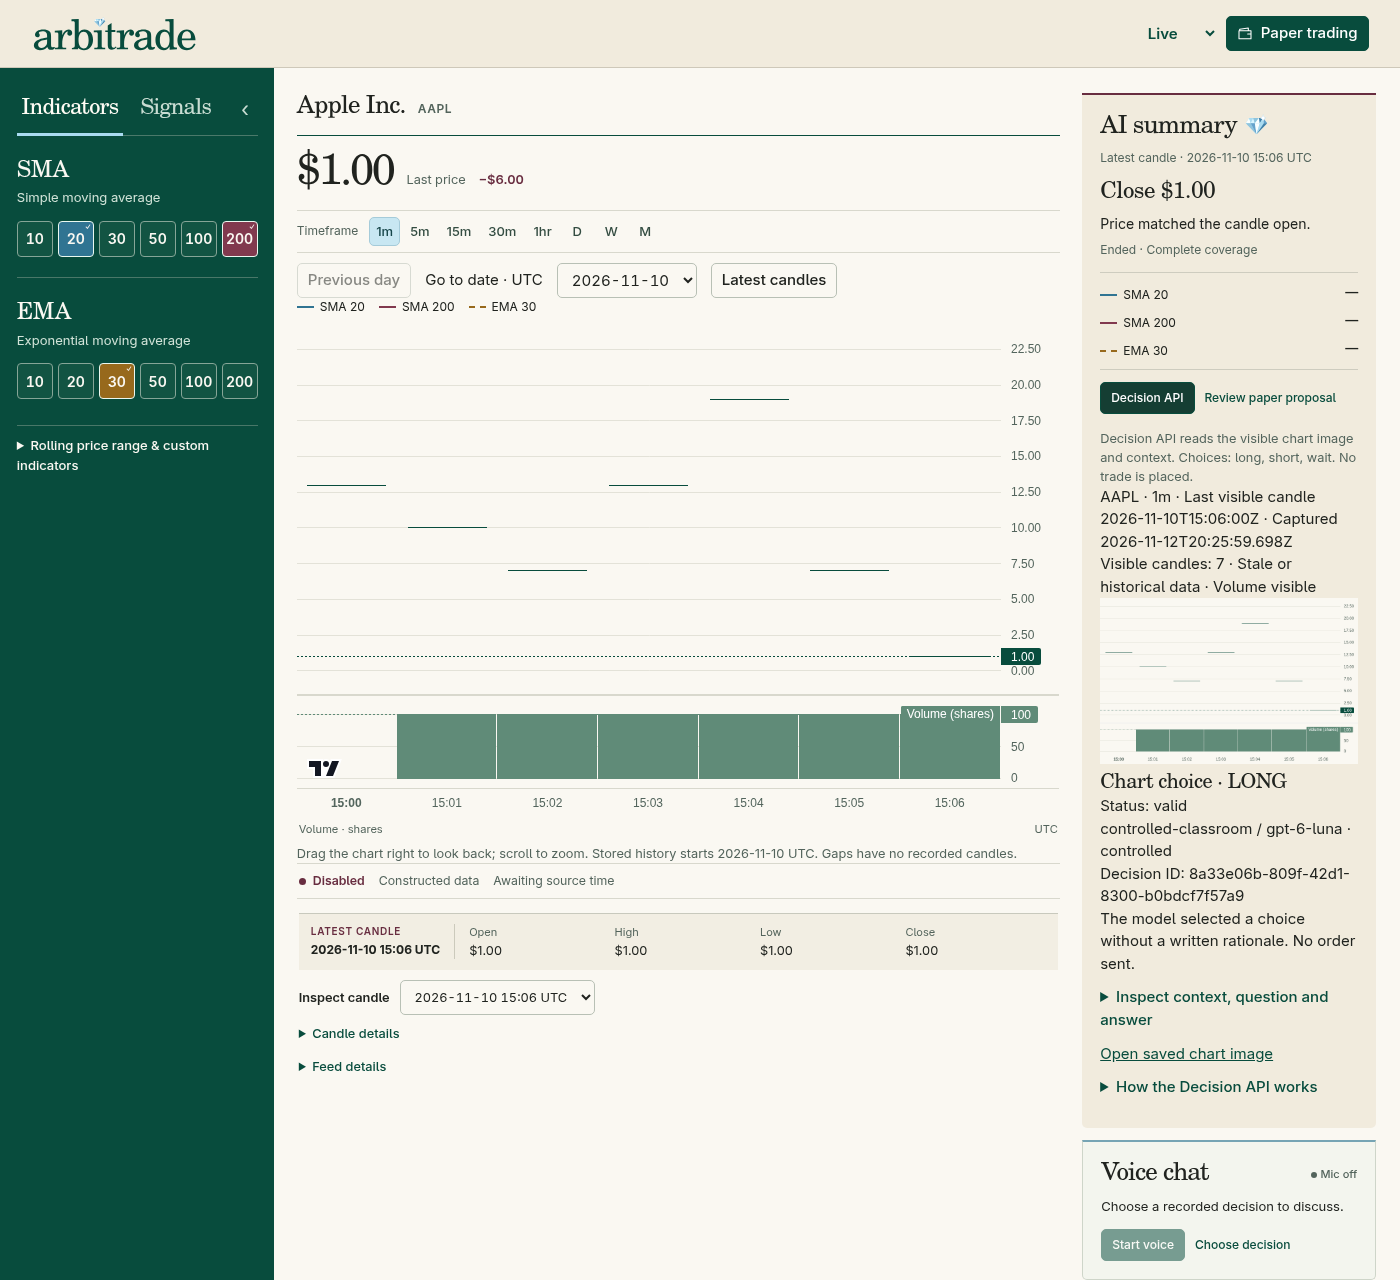 arbitrade
Live
Paper trading
Indicators
Signals
SMA
Simple moving average
10 20 30 50 100 200
EMA
Exponential moving average
10 20 30 50 100 200
Rolling price range & custom
indicators
Apple Inc. AAPL
$1.00 Last price −$6.00
Timeframe 1m 5m 15m 30m 1hr D W M
Previous day Go to date · UTC 2026-11-10 Latest candles
SMA 20 SMA 200 EMA 30
22.50
20.00
17.50
15.00
12.50
10.00
7.50
5.00
2.50
1.00
0.00
Volume (shares) 100
50
0
15:00 15:01 15:02 15:03 15:04 15:05 15:06
Volume · shares UTC
Drag the chart right to look back; scroll to zoom. Stored history starts 2026-11-10 UTC. Gaps have no recorded candles.
Disabled Constructed data Awaiting source time
LATEST CANDLE
2026-11-10 15:06 UTC
Open High Low Close
$1.00 $1.00 $1.00 $1.00
Inspect candle 2026-11-10 15:06 UTC
Candle details
Feed details
AI summary
Latest candle · 2026-11-10 15:06 UTC
Close $1.00
Price matched the candle open.
Ended · Complete coverage
SMA 20 —
SMA 200 —
EMA 30 —
Decision API Review paper proposal
Decision API reads the visible chart image
and context. Choices: long, short, wait. No
trade is placed.
AAPL · 1m · Last visible candle
2026-11-10T15:06:00Z · Captured
2026-11-12T20:25:59.698Z
Visible candles: 7 · Stale or
historical data · Volume visible
Chart choice · LONG
Status: valid
controlled-classroom / gpt-6-luna ·
controlled
Decision ID: 8a33e06b-809f-42d1-
8300-b0bdcf7f57a9
The model selected a choice
without a written rationale. No order
sent.
Inspect context, question and
answer
Open saved chart image
How the Decision API works
Voice chat
Mic off
Choose a recorded decision to discuss.
Start voice Choose decision